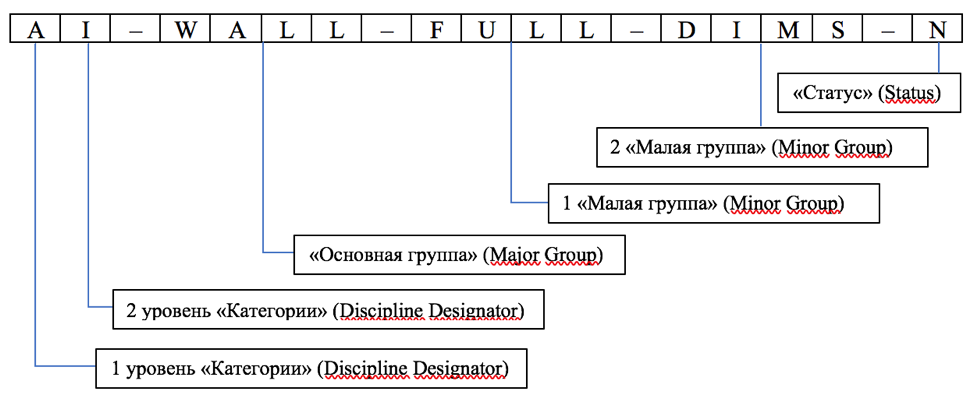 A I – W A L L – F U L L – D I M S – N
«Статус» (Status)
2 «Малая группа» (Minor Group)
1 «Малая группа» (Minor Group)
«Основная группа» (Major Group)
2 уровень «Категории» (Discipline Designator)
1 уровень «Категории» (Discipline Designator)